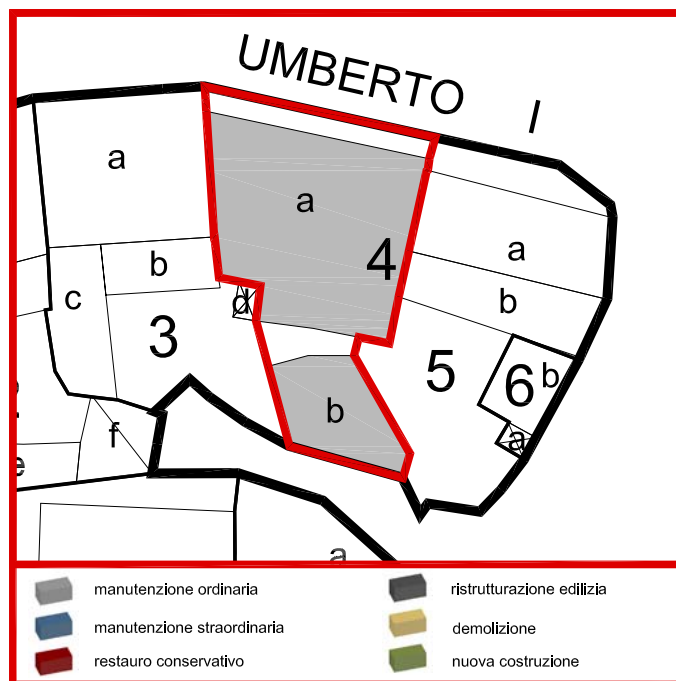 UMBERTO I
a
a
4
a
b
b
c
d
3
5
6
b
b
a
f
e
a
manutenzione ordinaria
ristrutturazione edilizia
manutenzione straordinaria
demolizione
restauro conservativo
nuova costruzione